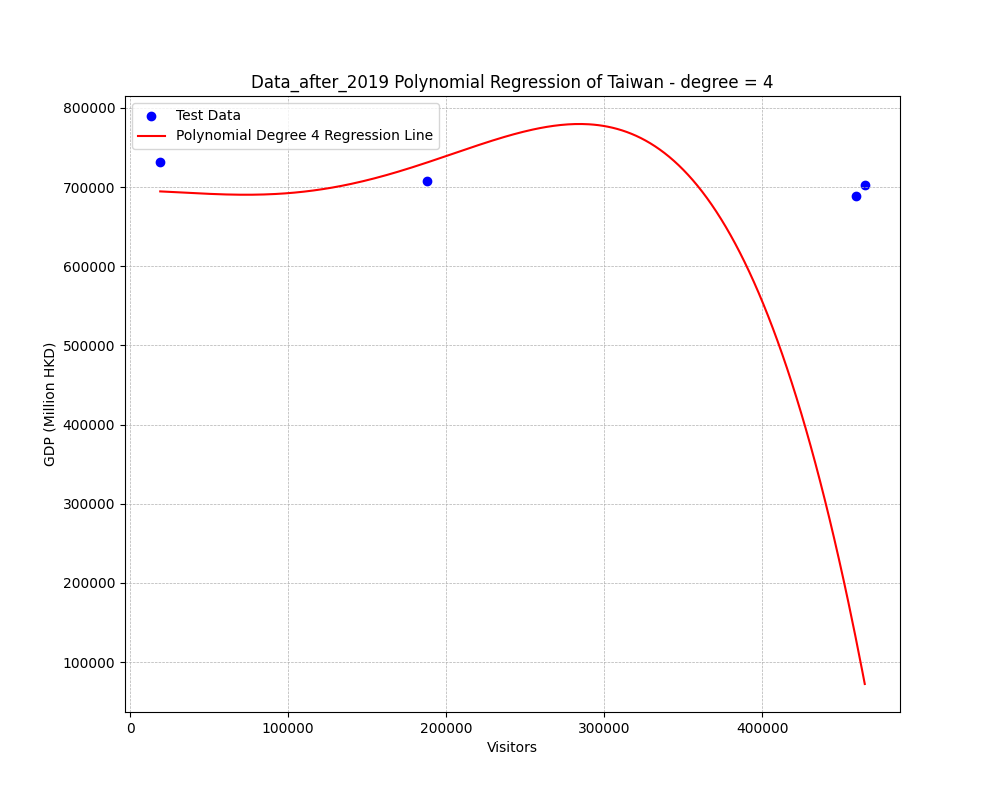 Data_after_2019 Polynomial Regression of Taiwan - degree = 4
Test Data
Polynomial Degree 4 Regression Line
GDP (Million HKD)
800000
700000
600000
500000
400000
300000
200000
100000
0 100000 200000 300000 400000
Visitors